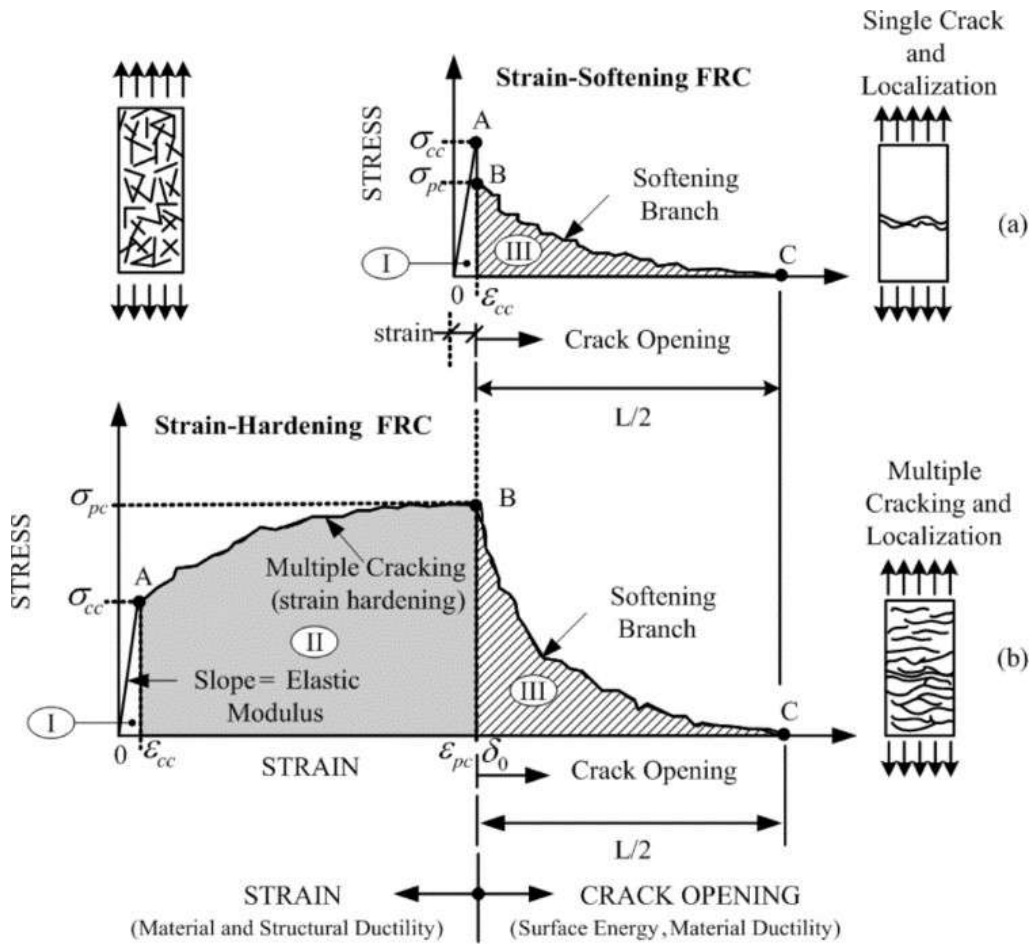 Single Crack
and
Localization
Strain-Softening FRC
STRESS
σcc
σpc
A
B
Softening
Branch
III
C
I
0
εcc
(a)
strain
Crack Opening
L/2
Strain-Hardening FRC
STRESS
σpc
σcc
A
B
Multiple Cracking
(strain hardening)
II
Slope= Elastic
Modulus
I
Softening
Branch
III
C
0
εcc
STRAIN
εpc
δ0
Crack Opening
L/2
Multiple
Cracking and
Localization
(b)
STRAIN
(Material and Structural Ductility)
CRACK OPENING
(Surface Energy, Material Ductility)